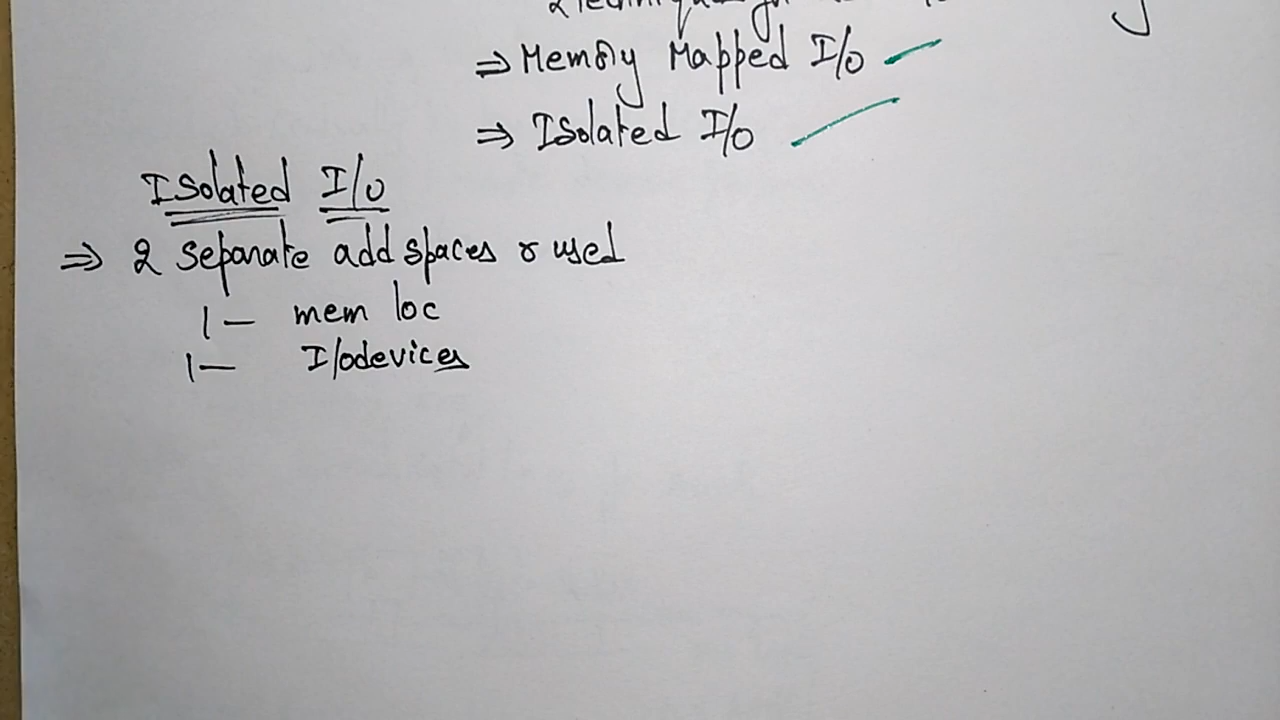 ⇒ Memory Mapped I/o
⇒ Isolated I/o
Isolated I/o
⇒ 2 separate add spaces r used
1 - mem loc
1 - I/odevices